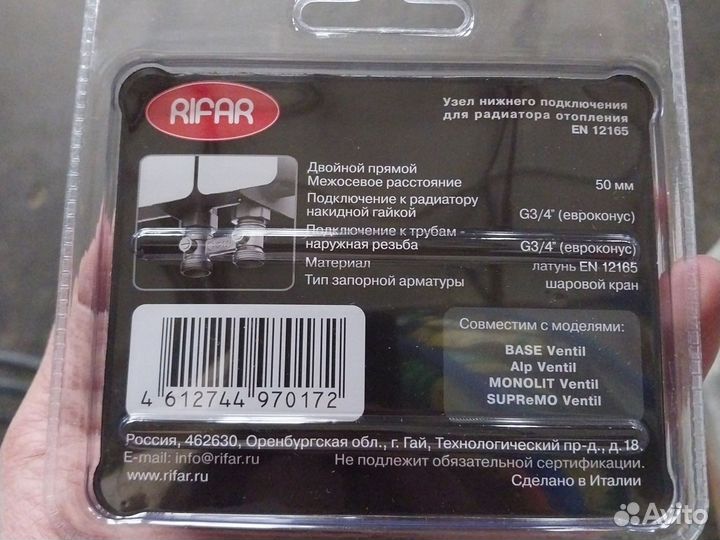 RIFAR
Узел нижнего подключения
для радиатора отопления
EN 12165
Двойной прямой
Межосевое расстояние 50 мм
Подключение к радиатору
накидной гайкой G3/4" (евроконус)
Подключение к трубам -
наружная резьба G3/4" (евроконус)
Материал латунь EN 12165
Тип запорной арматуры шаровой кран
Совместим с моделями:
BASE Ventil
Alp Ventil
MONOLIT Ventil
SUPReMO Ventil
4 612744 970172
Россия, 462630, Оренбургская обл., г. Гай, Технологический пр-д., д.18.
E-mail: info@rifar.ru Не подлежит обязательной сертификации.
www.rifar.ru Сделано в Италии
Avito